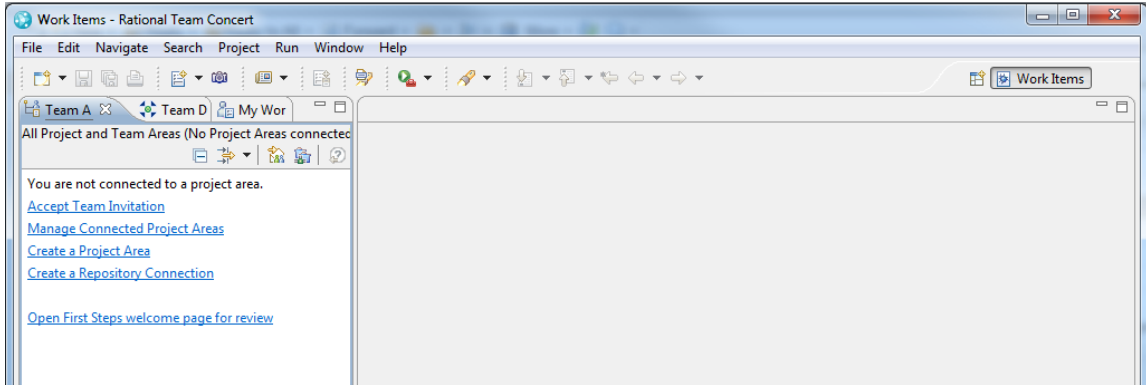 Work Items - Rational Team Concert
File Edit Navigate Search Project Run Window Help
Work Items
Team A Team D My Wor
All Project and Team Areas (No Project Areas connected
You are not connected to a project area.
Accept Team Invitation
Manage Connected Project Areas
Create a Project Area
Create a Repository Connection
Open First Steps welcome page for review